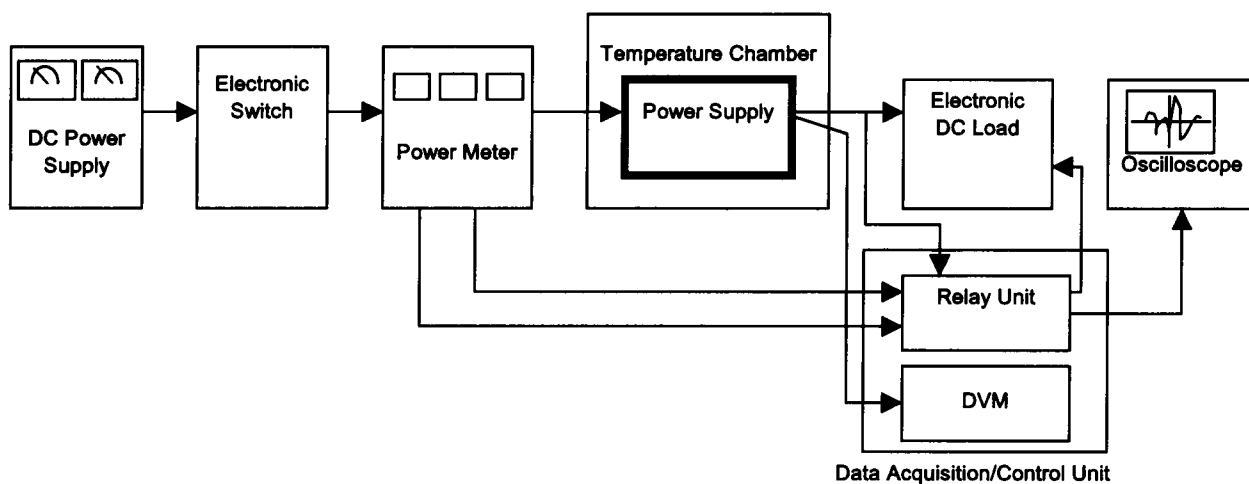 DC Power
Supply
Electronic
Switch
Power Meter
Temperature Chamber
Power Supply
Electronic
DC Load
Oscilloscope
Relay Unit
DVM
Data Acquisition/Control Unit